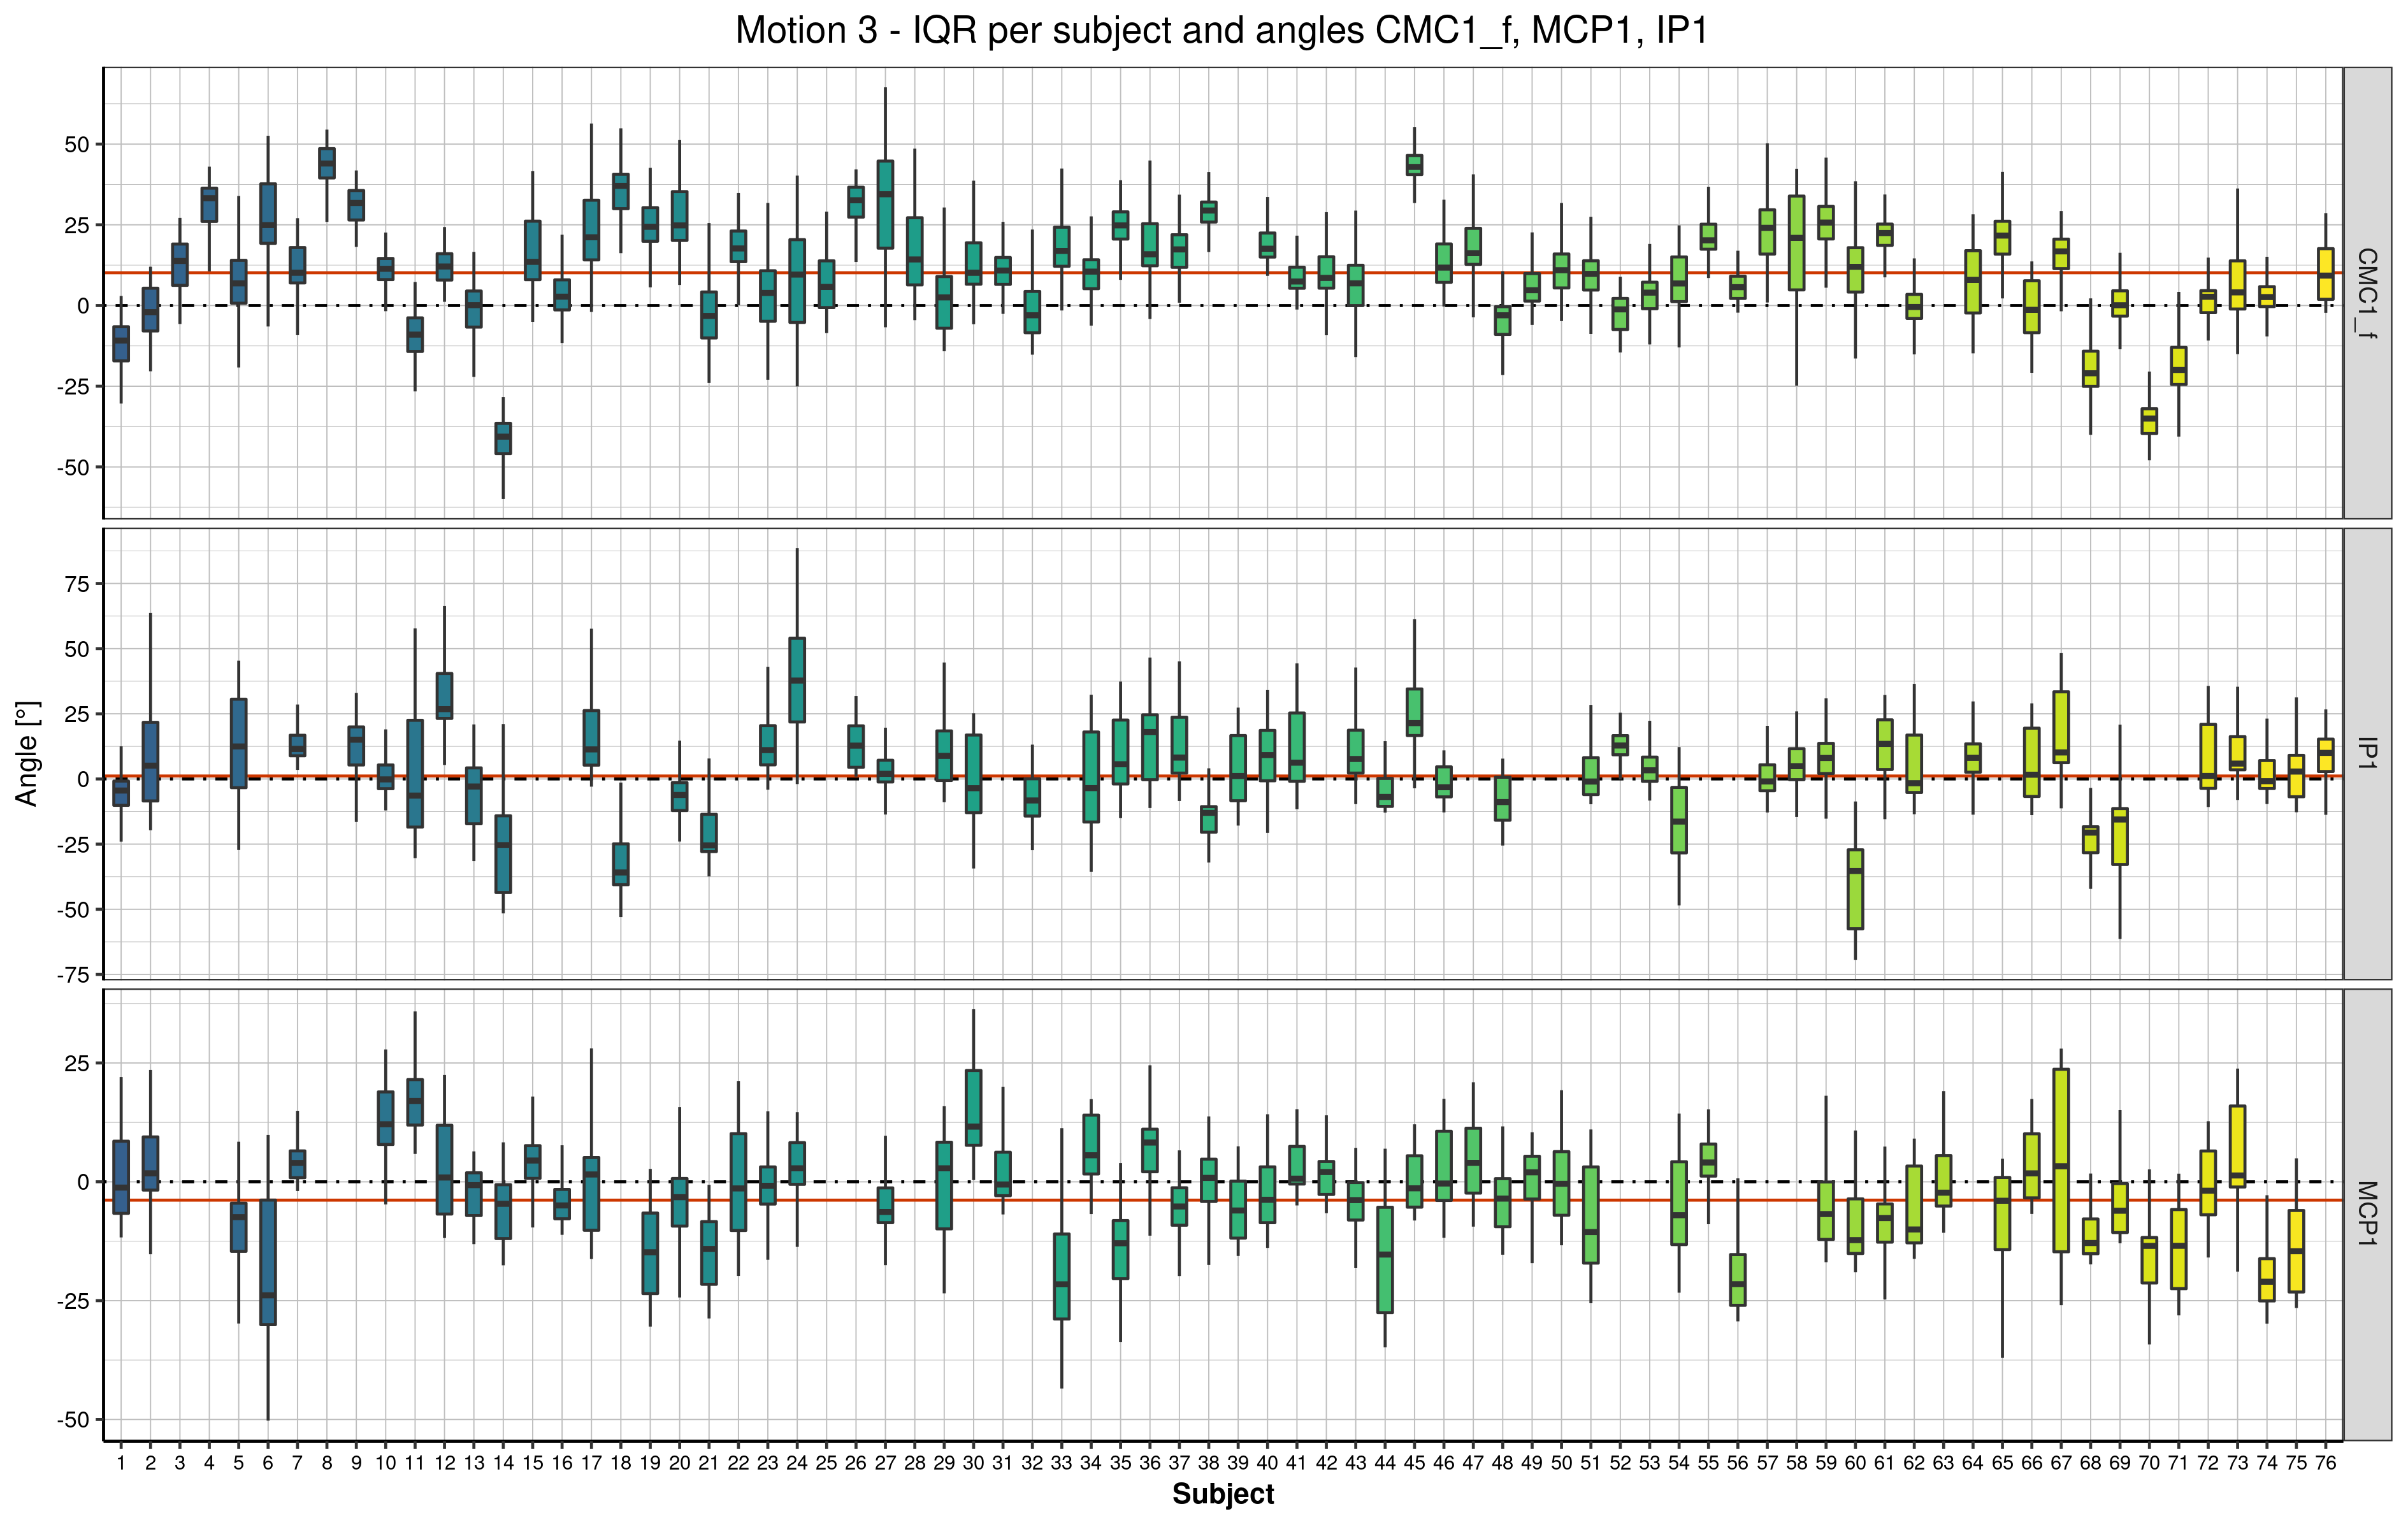 Motion 3 - IQR per subject and angles CMC1_f, MCP1, IP1
50
25
0
-25
-50
CMC1_f
75
50
25
0
-25
-50
-75
IP1
Angle [°]
25
0
-25
-50
MCP1
1 2 3 4 5 6 7 8 9 10 11 12 13 14 15 16 17 18 19 20 21 22 23 24 25 26 27 28 29 30 31 32 33 34 35 36 37 38 39 40 41 42 43 44 45 46 47 48 49 50 51 52 53 54 55 56 57 58 59 60 61 62 63 64 65 66 67 68 69 70 71 72 73 74 75 76
Subject